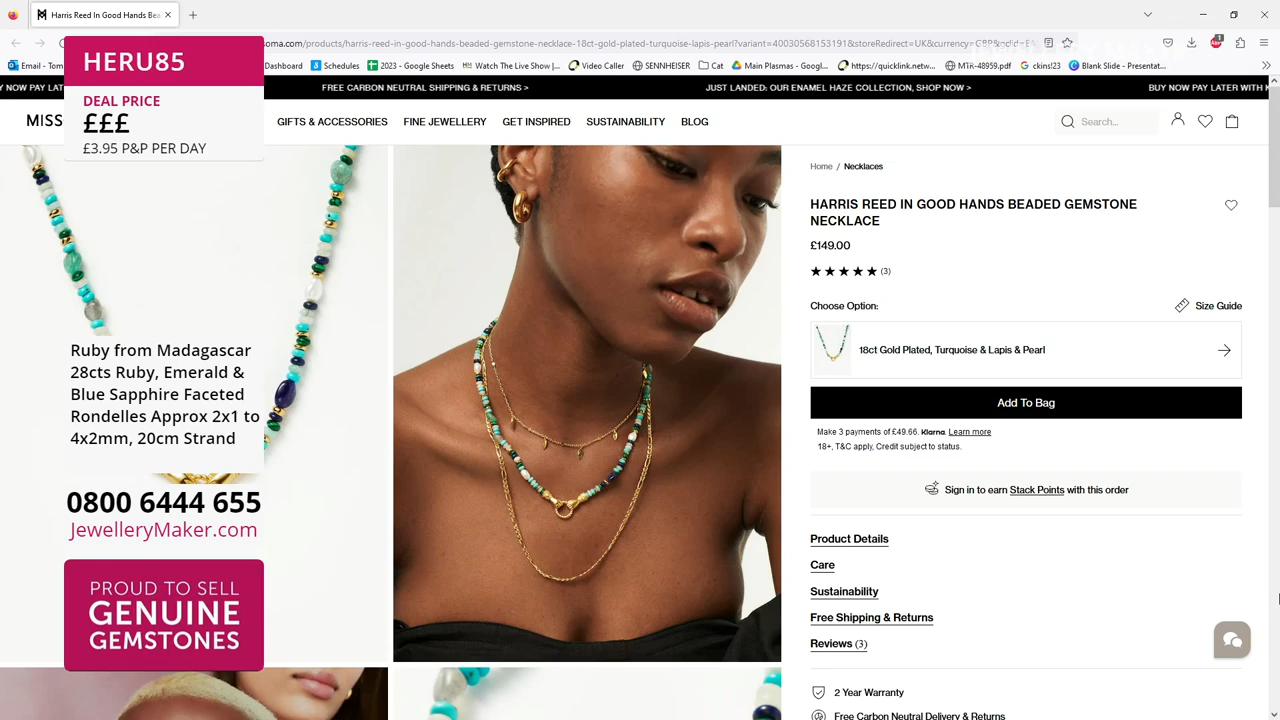 Harris Reed In Good Hands Bea
soma.com/products/harris-reed-in-good-hands-beaded-gemstone-necklace-18ct-gold-plated-turquoise-lapis-pearl?variant=40030568153191&storeRedirect=UK&currency=GBP&gclid=E
Email - Tom
Dashboard
Schedules
2023 - Google Sheets
Watch The Live Show |...
Video Caller
SENNHEISER
Cat
Main Plasmas - Googl...
https://quicklink.netw...
MTR-48959.pdf
ckins!23
Blank Slide - Presentat...
NOW PAY LAT
FREE CARBON NEUTRAL SHIPPING & RETURNS >
JUST LANDED: OUR ENAMEL HAZE COLLECTION, SHOP NOW >
BUY NOW PAY LATER WITH K
MISS
GIFTS & ACCESSORIES
FINE JEWELLERY
GET INSPIRED
SUSTAINABILITY
BLOG
Search...
HERU85
DEAL PRICE
£££
£3.95 P&P PER DAY
Ruby from Madagascar
28cts Ruby, Emerald &
Blue Sapphire Faceted
Rondelles Approx 2x1 to
4x2mm, 20cm Strand
0800 6444 655
JewelleryMaker.com
PROUD TO SELL
GENUINE
GEMSTONES
Home / Necklaces
HARRIS REED IN GOOD HANDS BEADED GEMSTONE
NECKLACE
£149.00
(3)
Choose Option:
Size Guide
18ct Gold Plated, Turquoise & Lapis & Pearl
Add To Bag
Make 3 payments of £49.66. Klarna. Learn more
18+, T&C apply, Credit subject to status.
Sign in to earn Stack Points with this order
Product Details
Care
Sustainability
Free Shipping & Returns
Reviews (3)
2 Year Warranty
Free Carbon Neutral Delivery & Returns